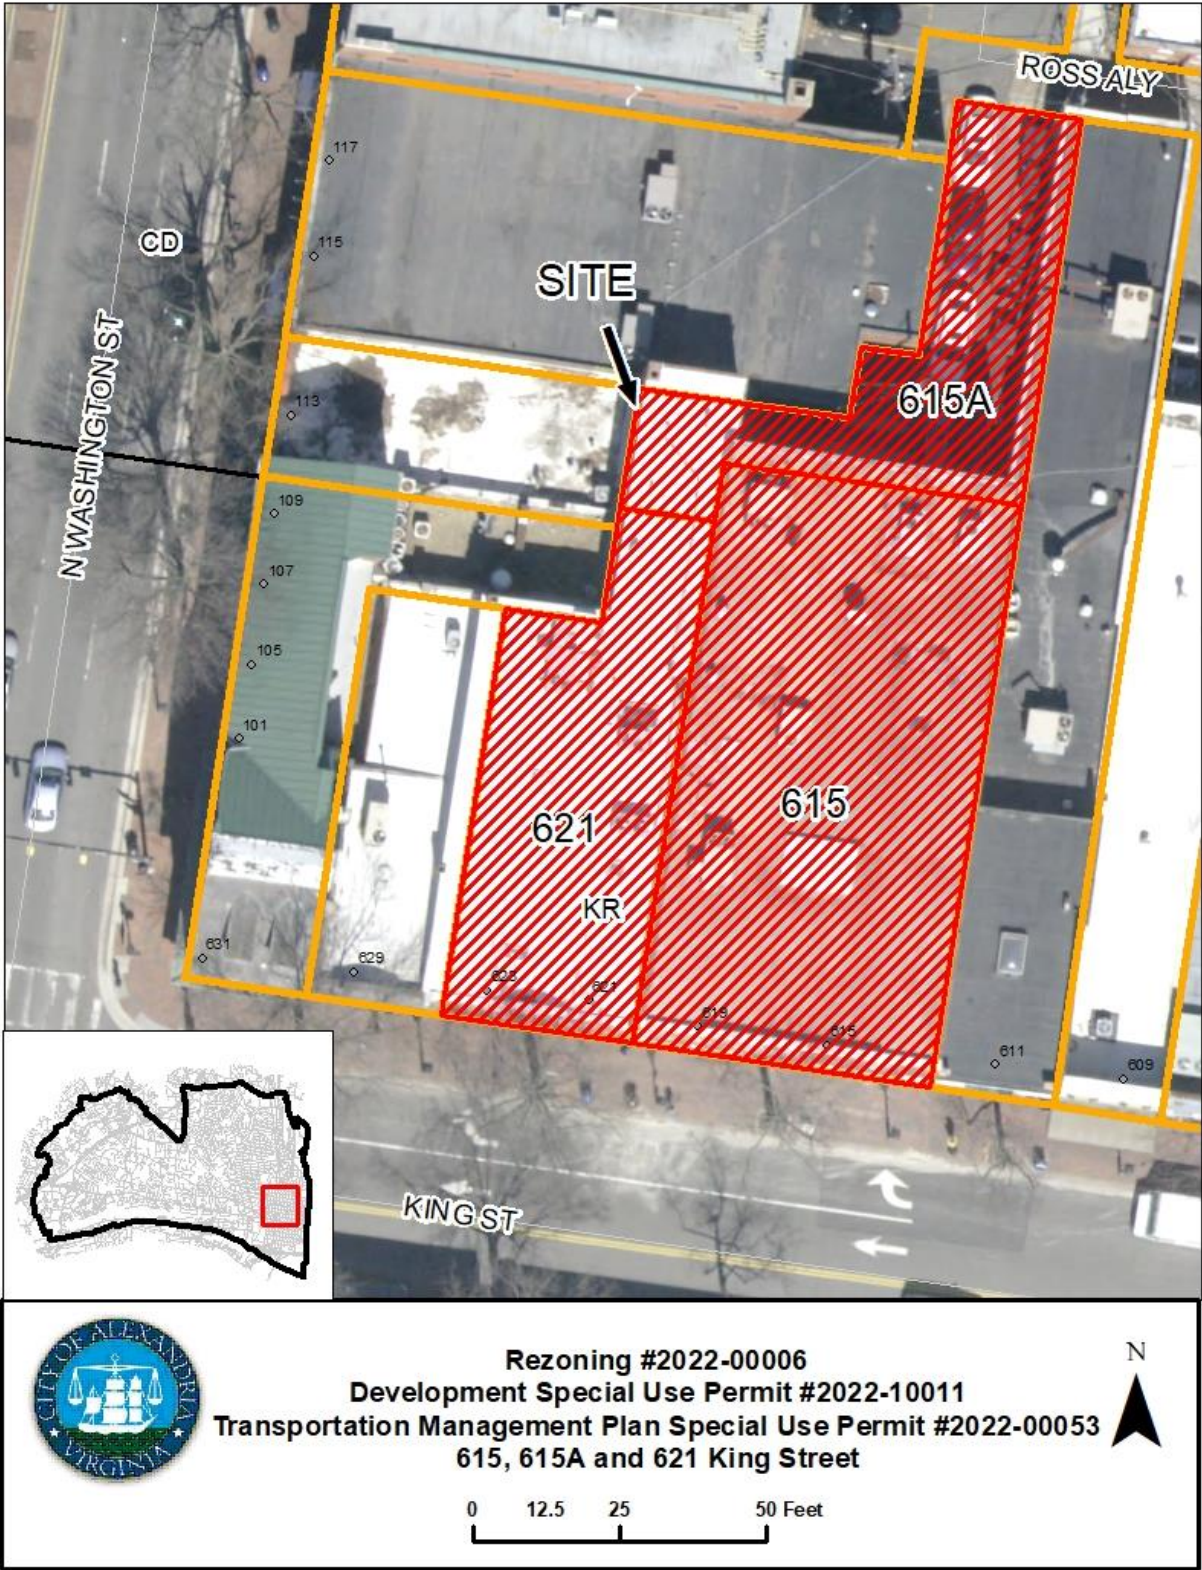 ROSS ALY
117
115
CD
SITE
615A
113
N WASHINGTON ST
109
107
105
101
615
621
KR
631
629
623
621
619
615
611
609
KING ST
CITY OF ALEXANDRIA
VIRGINIA
Rezoning #2022-00006
Development Special Use Permit #2022-10011
Transportation Management Plan Special Use Permit #2022-00053
615, 615A and 621 King Street
N
0 12.5 25 50 Feet